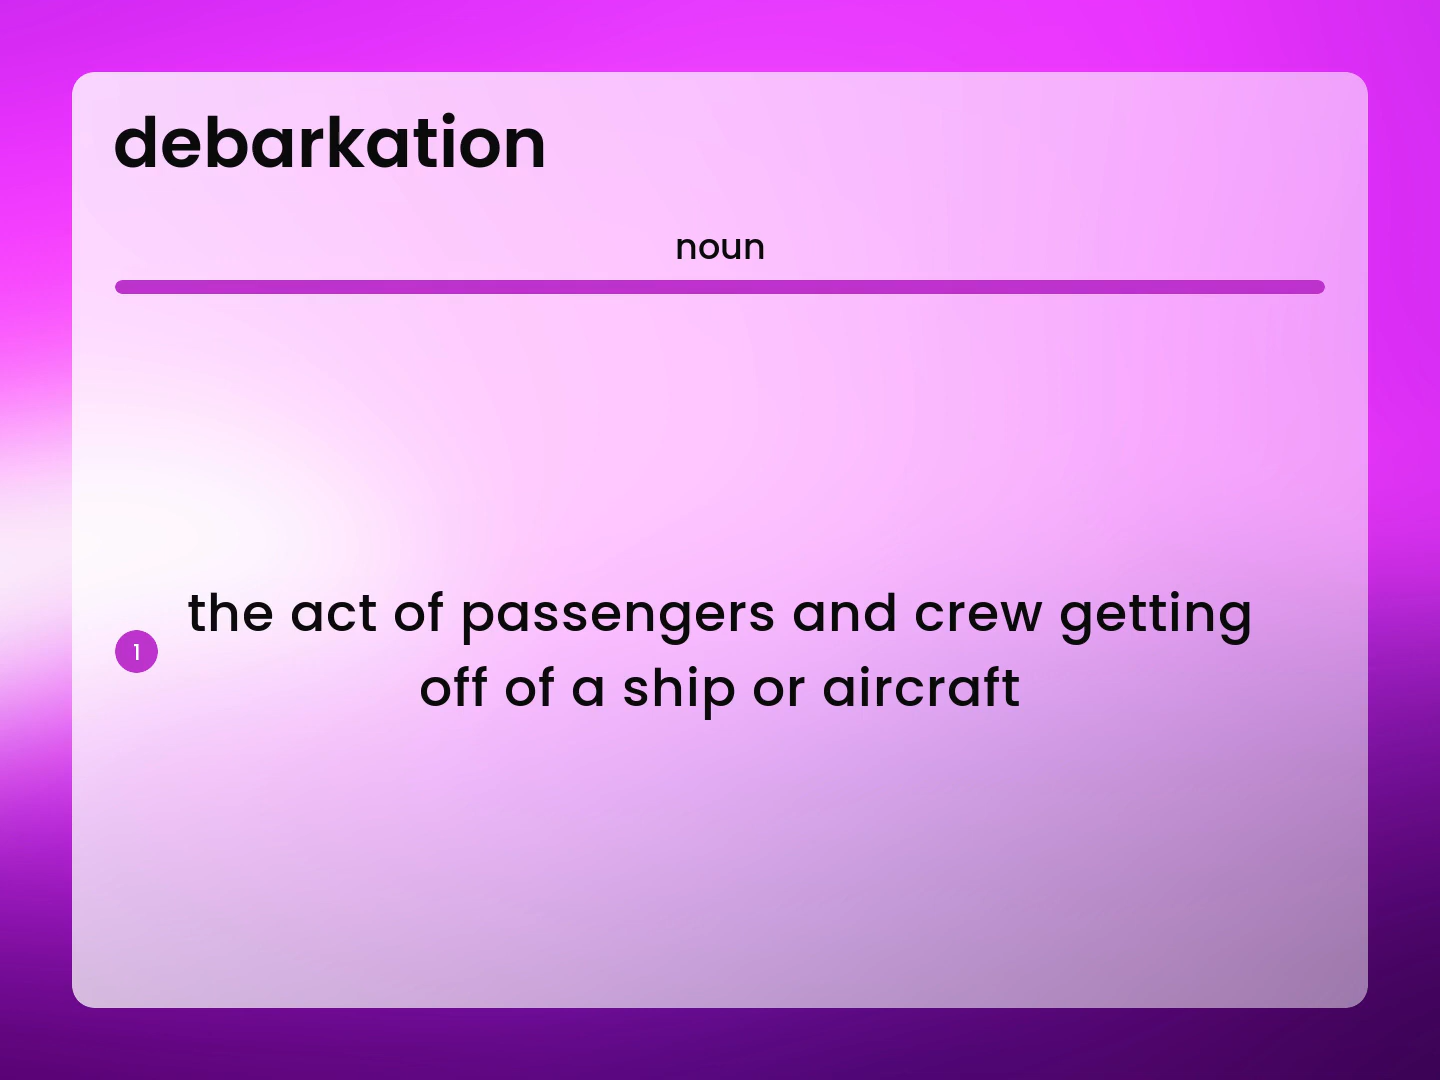 debarkation
noun
1
the act of passengers and crew getting
off of a ship or aircraft